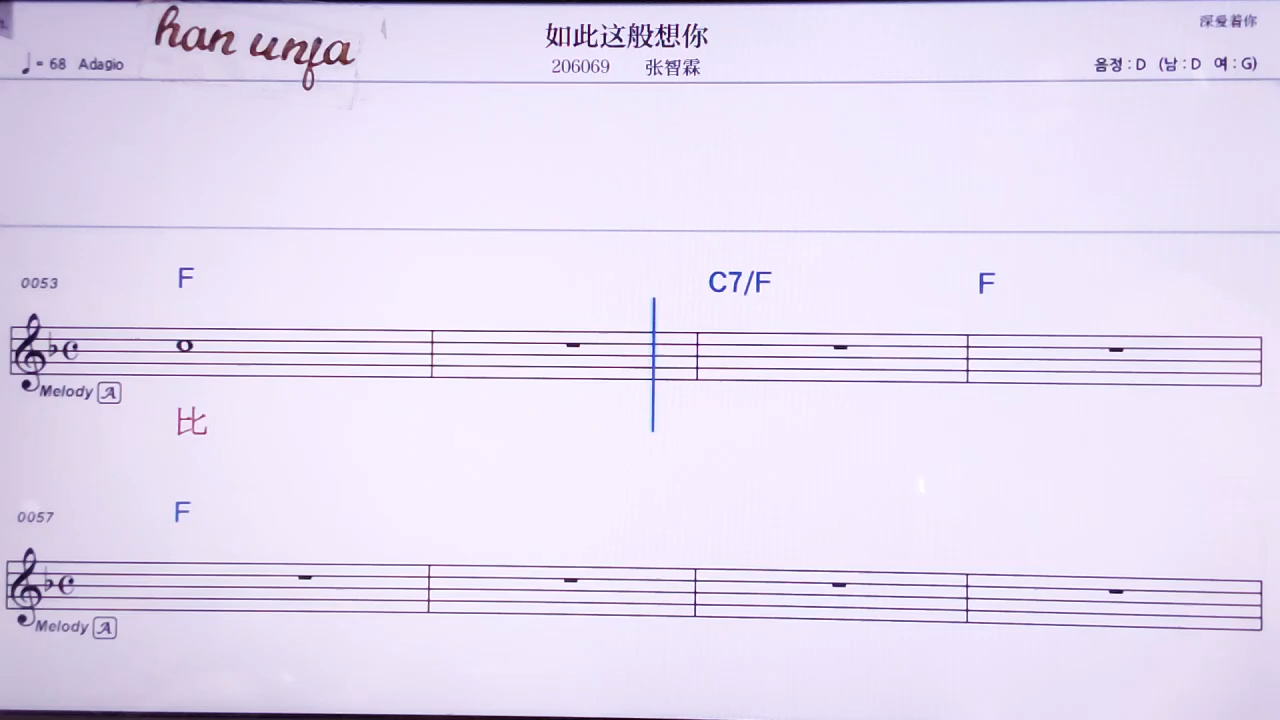 han unfa
如此这般想你
深爱着你
♩= 68 Adagio
206069 张智霖
음정 : D (남 : D 여 : G)
0053
F C7/F F
Melody A
比
0057
F
Melody A